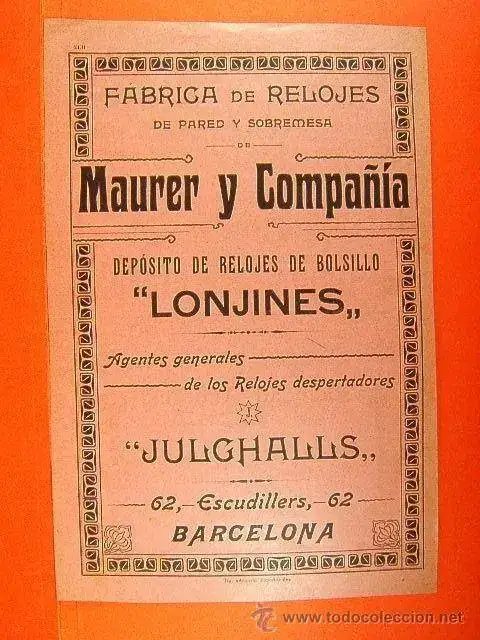 FABRICA DE RELOJES
DE PARED Y SOBREMESA
DE
Maurer y Compañía
DEPÓSITO DE RELOJES DE BOLSILLO
"LONJINES„
Agentes generales
de los Relojes despertadores
J.
"JULGHALLS„
62,-Escudillers,-62
BARCELONA
www.todocoleccion.net